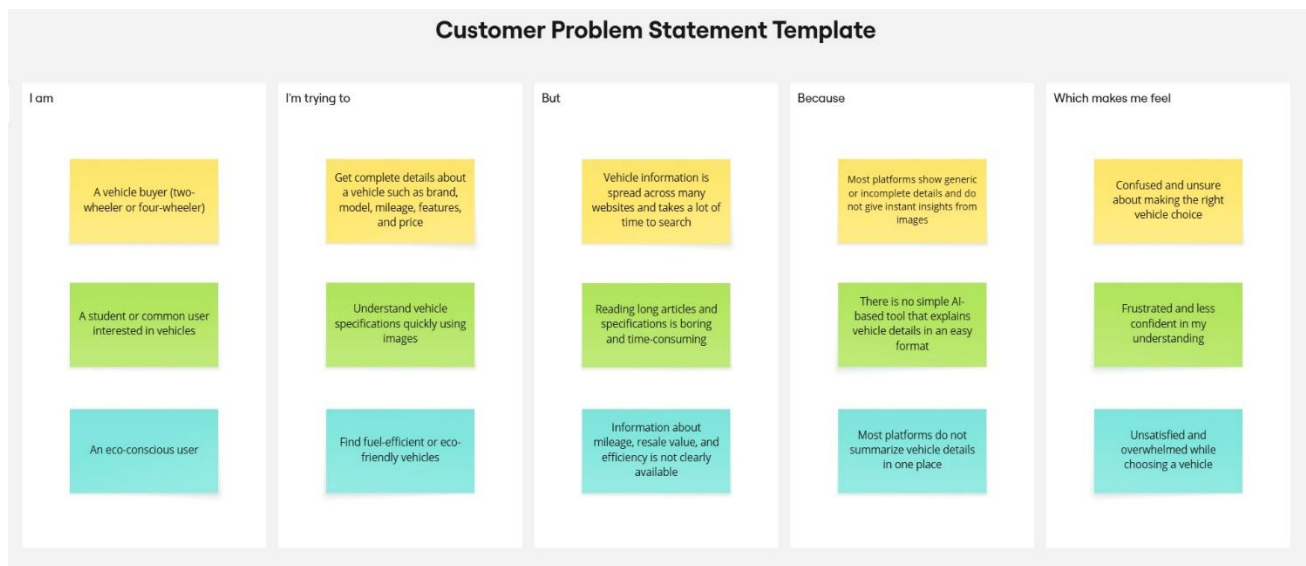 Customer Problem Statement Template
I am
I'm trying to
But
Because
Which makes me feel
A vehicle buyer (two-
wheeler or four-wheeler)
Get complete details about
a vehicle such as brand,
model, mileage, features,
and price
Vehicle information is
spread across many
websites and takes a lot of
time to search
Most platforms show generic
or incomplete details and do
not give instant insights from
images
Confused and unsure
about making the right
vehicle choice
A student or common user
interested in vehicles
Understand vehicle
specifications quickly using
images
Reading long articles and
specifications is boring
and time-consuming
There is no simple AI-
based tool that explains
vehicle details in an easy
format
Frustrated and less
confident in my
understanding
An eco-conscious user
Find fuel-efficient or eco-
friendly vehicles
Information about
mileage, resale value, and
efficiency is not clearly
available
Most platforms do not
summarize vehicle details
in one place
Unsatisfied and
overwhelmed while
choosing a vehicle